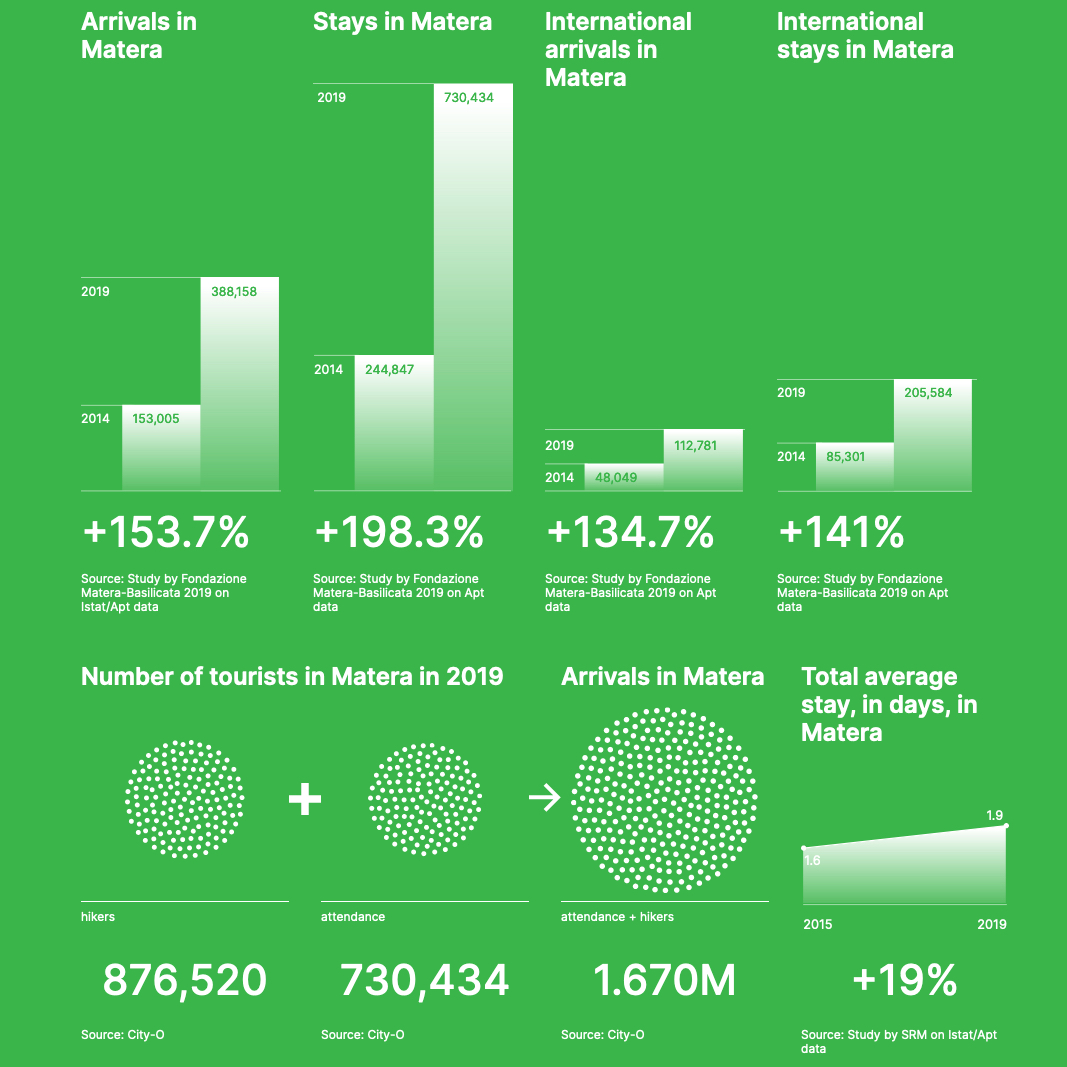 Arrivals in
Matera
2019
388,158
2014
153,005
+153.7%
Source: Study by Fondazione
Matera-Basilicata 2019 on
Istat/Apt data
Stays in Matera
2019
730,434
2014
244,847
+198.3%
Source: Study by Fondazione
Matera-Basilicata 2019 on Apt
data
International
arrivals in
Matera
2019
112,781
2014
48,049
+134.7%
Source: Study by Fondazione
Matera-Basilicata 2019 on Apt
data
International
stays in Matera
2019
205,584
2014
85,301
+141%
Source: Study by Fondazione
Matera-Basilicata 2019 on Apt
data
Number of tourists in Matera in 2019
+
hikers
876,520
Source: City-O
attendance
730,434
Source: City-O
Arrivals in Matera
attendance + hikers
1.670M
Source: City-O
Total average
stay, in days, in
Matera
1.9
1.6
2015
2019
+19%
Source: Study by SRM on Istat/Apt
data